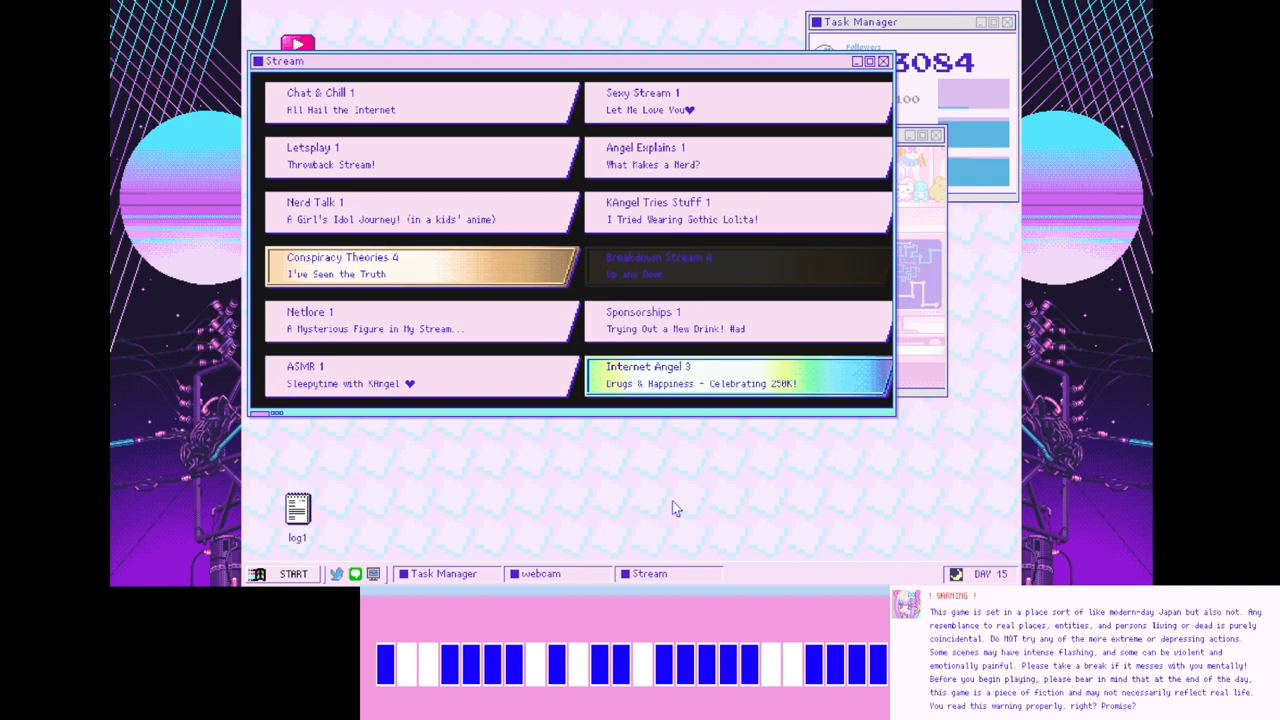 Task Manager
Followers
3084
100
Stream
Chat & Chill 1
All Hail the Internet
Sexy Stream 1
Let Me Love You♥
Letsplay 1
Throwback Stream!
Angel Explains 1
What Makes a Nerd?
Nerd Talk 1
A Girl's Idol Journey! (in a kids' anime)
KAngel Tries Stuff 1
I Tried Wearing Gothic Lolita!
Conspiracy Theories 4
I've Seen the Truth
Breakdown Stream 4
Up and Down
Netlore 1
A Mysterious Figure in My Stream...
Sponsorships 1
Trying Out a New Drink! #ad
ASMR 1
Sleepytime with KAngel ♥
Internet Angel 3
Drugs & Happiness - Celebrating 250K!
log1
START
Task Manager
webcam
Stream
DAY 15
! WARNING !
This game is set in a place sort of like modern-day Japan but also not. Any
resemblance to real places, entities, and persons living or dead is purely
coincidental. Do NOT try any of the more extreme or depressing actions.
Some scenes may have intense flashing, and some can be violent and
emotionally painful. Please take a break if it messes with you mentally!
Before you begin playing, please bear in mind that at the end of the day,
this game is a piece of fiction and may not necessarily reflect real life.
You read this warning properly, right? Promise?